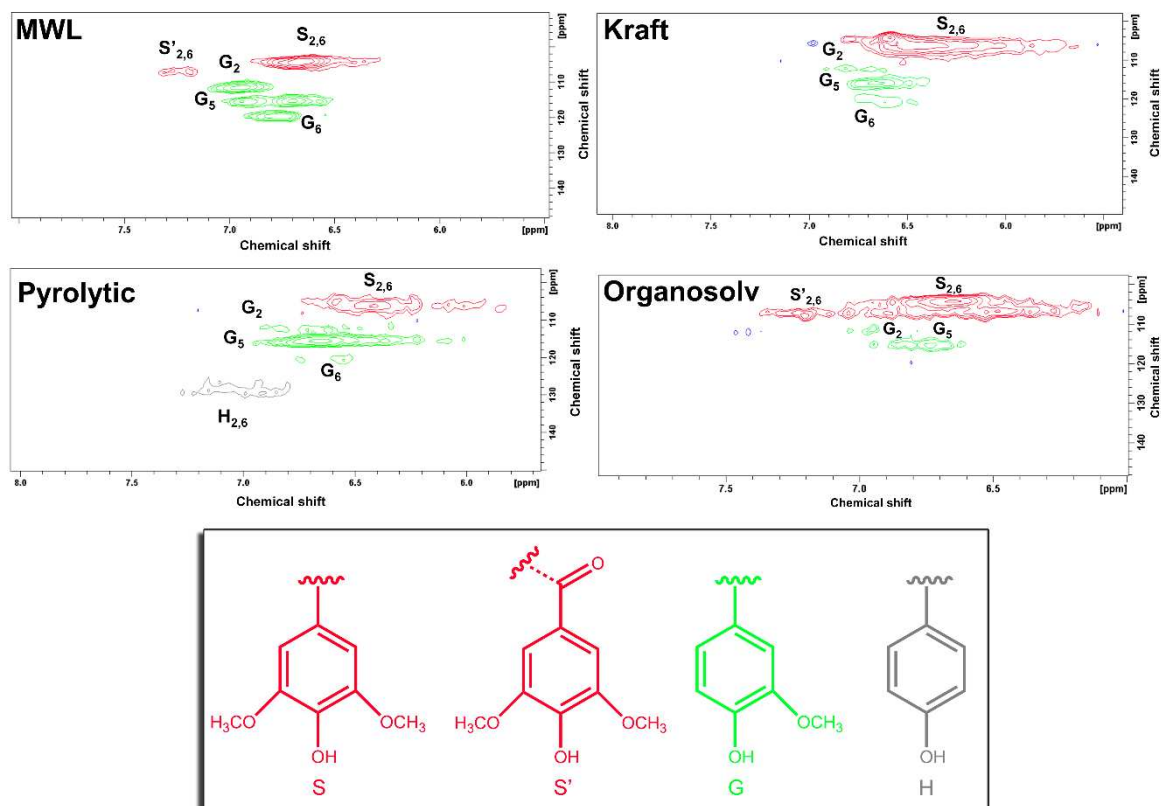 MWL
S'2,6
S2,6
G2
G5
G6
[ppm]
110
120
130
140
Chemical shift
7.5
7.0
6.5
6.0
[ppm]
Chemical shift
Kraft
S2,6
G2
G5
G6
[ppm]
110
120
130
140
Chemical shift
8.0
7.5
7.0
6.5
6.0
[ppm]
Chemical shift
Pyrolytic
S2,6
G2
G5
G6
H2,6
[ppm]
110
120
130
140
Chemical shift
7.5
7.0
6.5
6.0
[ppm]
Chemical shift
Organosolv
S'2,6
S2,6
G2
G5
[ppm]
110
120
130
140
Chemical shift
7.5
7.0
6.5
[ppm]
Chemical shift
H3CO
OCH3
OH
S
O
H3CO
OCH3
OH
S'
OCH3
OH
G
OH
H